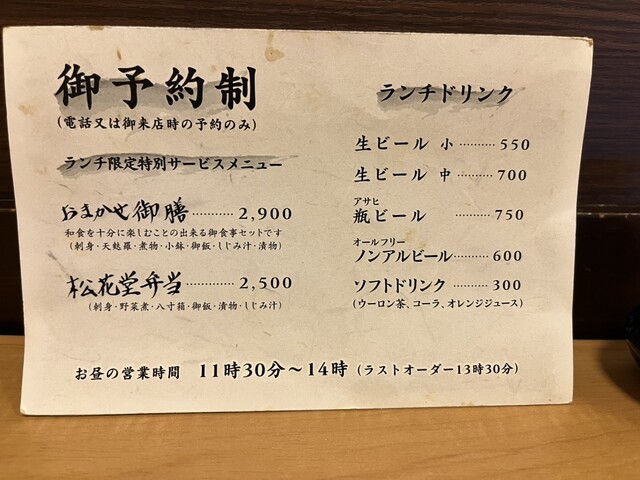 御予約制
(電話又は御来店時の予約のみ)
ランチ限定特別サービスメニュー
おまかせ御膳………… 2,900
和食を十分に楽しむことの出来る御食事セットです
(刺身・天麩羅・煮物・小鉢・御飯・しじみ汁・漬物)
松花堂弁当………… 2,500
(刺身・野菜煮・八寸箱・御飯・漬物・しじみ汁)
ランチドリンク
生ビール 小………… 550
生ビール 中………… 700
アサヒ
瓶ビール ………… 750
オールフリー
ノンアルビール………… 600
ソフトドリンク ………… 300
(ウーロン茶、コーラ、オレンジジュース)
お昼の営業時間 11時30分〜14時 (ラストオーダー13時30分)